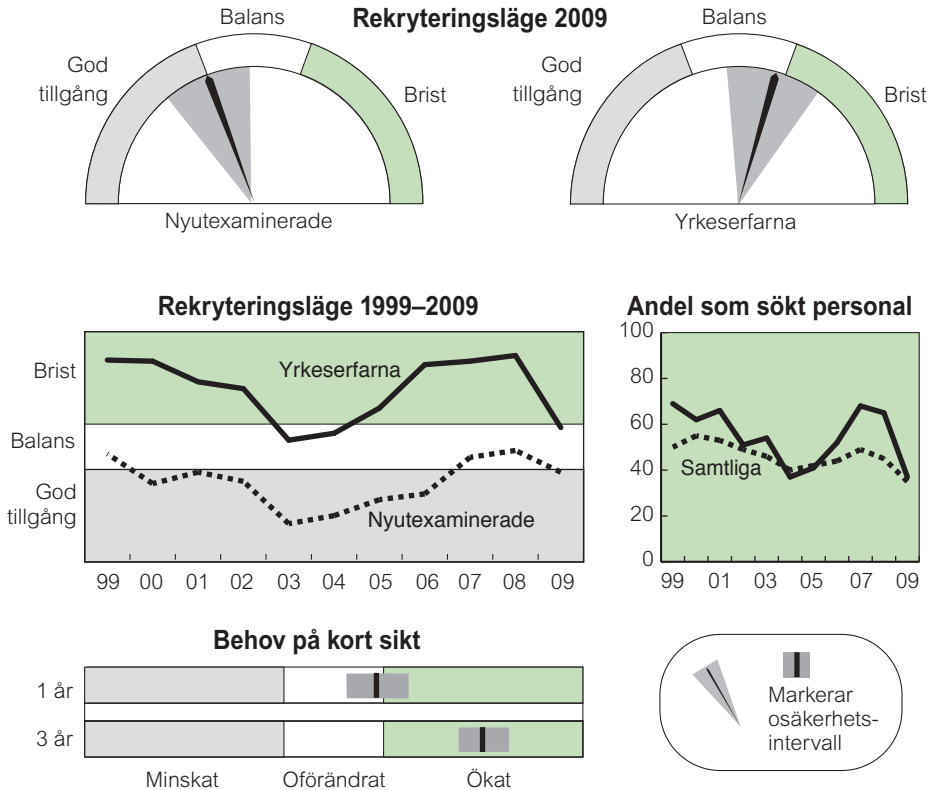 Rekryteringsläge 2009
Balans
God
tillgång
Brist
Nyutexaminerade
Balans
God
tillgång
Brist
Yrkeserfarna
Rekryteringsläge 1999–2009
Brist
Balans
God
tillgång
Yrkeserfarna
Nyutexaminerade
99 00 01 02 03 04 05 06 07 08 09
Andel som sökt personal
100
80
60
40
20
0
Samtliga
99 01 03 05 07 09
Behov på kort sikt
1 år
3 år
Minskat Oförändrat Ökat
Markerar
osäkerhets-
intervall